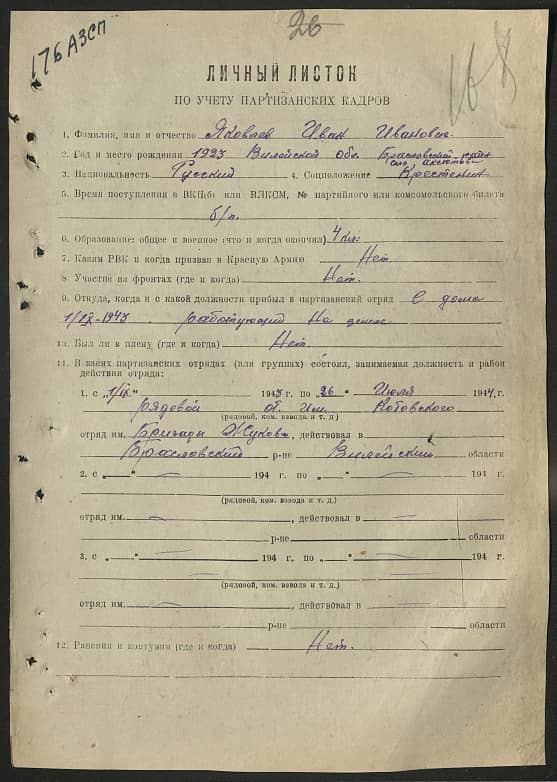 26
176 АЗСП
ЛИЧНЫЙ ЛИСТОК
ПО УЧЕТУ ПАРТИЗАНСКИХ КАДРОВ
1. Фамилия, имя и отчество Яковлев Иван Иванович.
2. Год и место рождения 1923 Вилейской обл. Браславский район
село
3. Национальность Русский 4. Соцположение Крестьянин
5. Время поступления в ВКП(б) или ВЛКСМ, № партийного или комсомольского билета
б/п.
6. Образование: общее и военное (что и когда окончил) 4 кл.
7. Каким РВК и когда призван в Красную Армию Нет.
8. Участие на фронтах (где и когда) Нет.
9. Откуда, когда и с какой должности прибыл в партизанский отряд С дома
1/IX-1943 работующий На земле
10. Был ли в плену (где и когда) Нет.
11. В каких партизанских отрядах (или группах) состоял, занимаемая должность и район
действия отряда:
1. с „1/IX." 1943 г. по „26" Июля 1944 г.
рядовой от. им. Котовского
(рядовой, ком. взвода и т. д.)
отряд им. Бригады Жукова, действовал в
Браславский р-не Вилейский области
2. с „—" 194 г. по „—" 194 г.
(рядовой, ком. взвода и т. д.)
отряд им. —, действовал в —
р-не области
3. с „—" — 194 г. по „—" — 194 г.
(рядовой, ком. взвода и т. д.)
отряд им. —, действовал в —
р-не области
12. Ранения и контузии (где и когда) Нет.